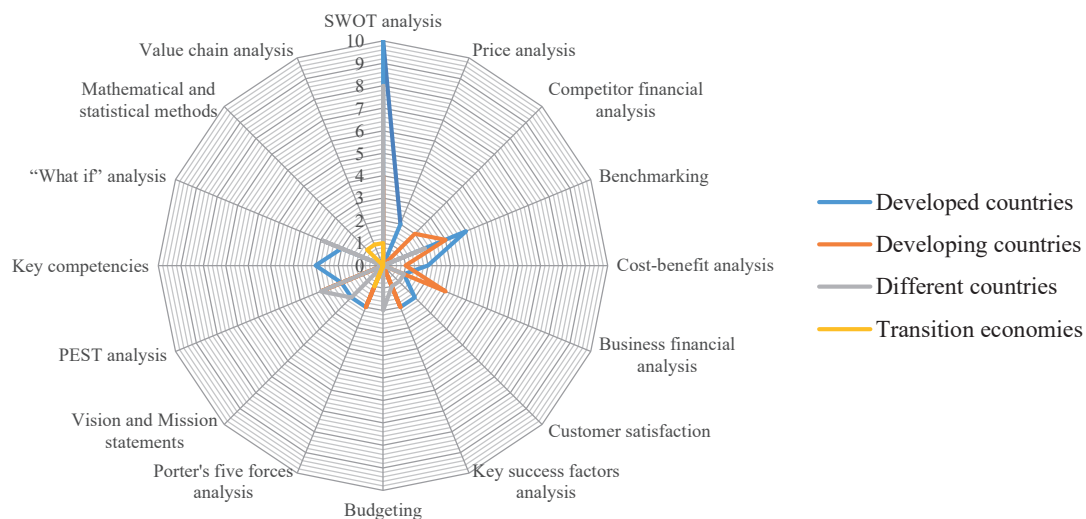 SWOT analysis
Price analysis
Competitor financial
analysis
Benchmarking
Cost-benefit analysis
Business financial
analysis
Customer satisfaction
Key success factors
analysis
Budgeting
Porter's five forces
analysis
Vision and Mission
statements
PEST analysis
Key competencies
“What if” analysis
Mathematical and
statistical methods
Value chain analysis
10
9
8
7
6
5
4
3
2
1
0
Developed countries
Developing countries
Different countries
Transition economies